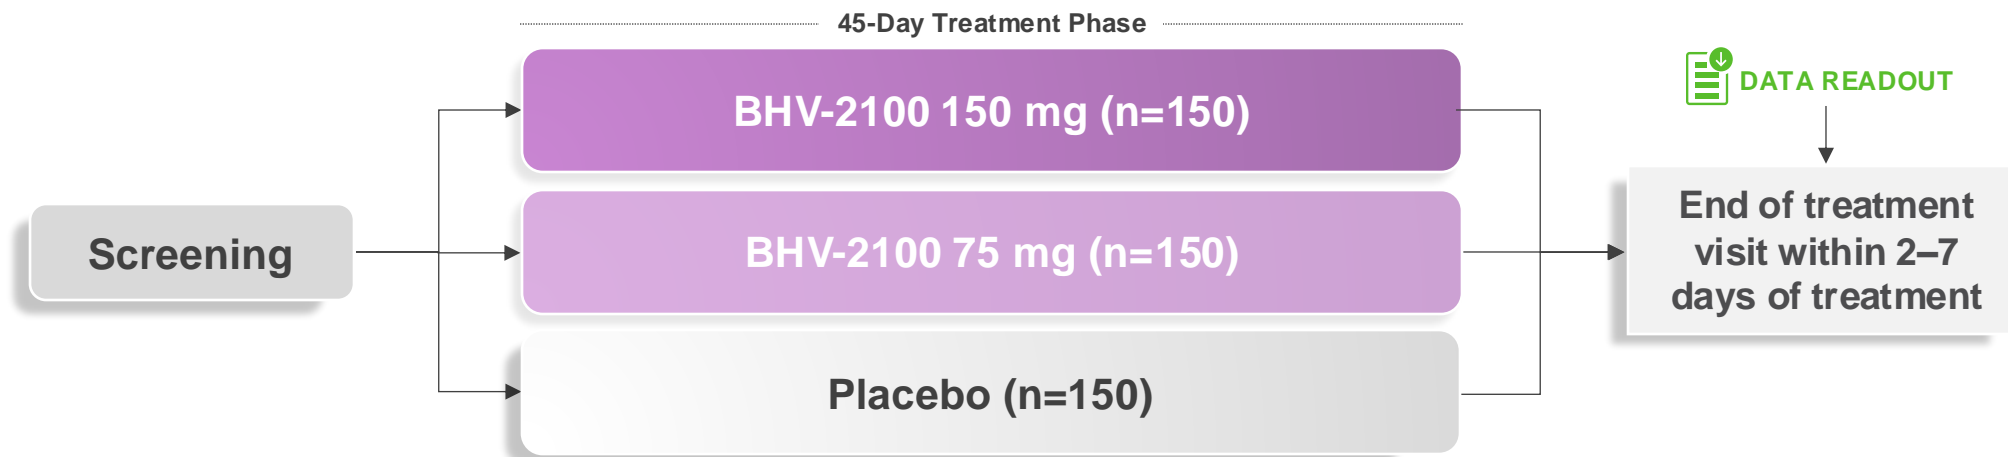 45-Day Treatment Phase
BHV-2100 150 mg (n=150)
DATA READOUT
Screening
BHV-2100 75 mg (n=150)
End of treatment
visit within 2–7
days of treatment
Placebo (n=150)